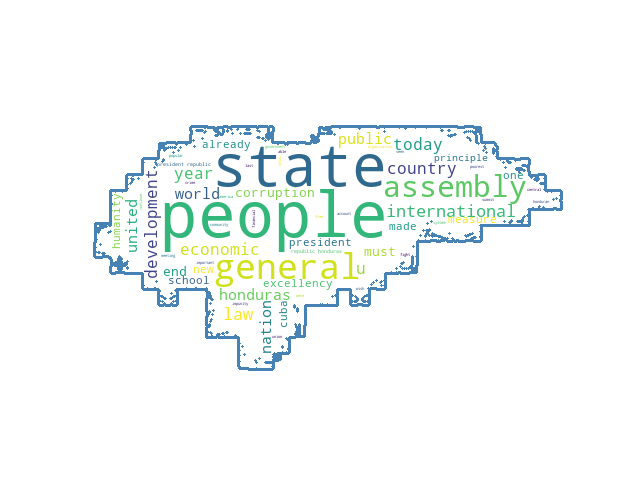 public
already
today
state
principle
president republic
country
year
one
world
corruption
assembly
people
humanity
united
development
international
measure
made
president
economic
republic honduras
must
general
u
end
new
school
excellency
honduras
law
nation
cuba